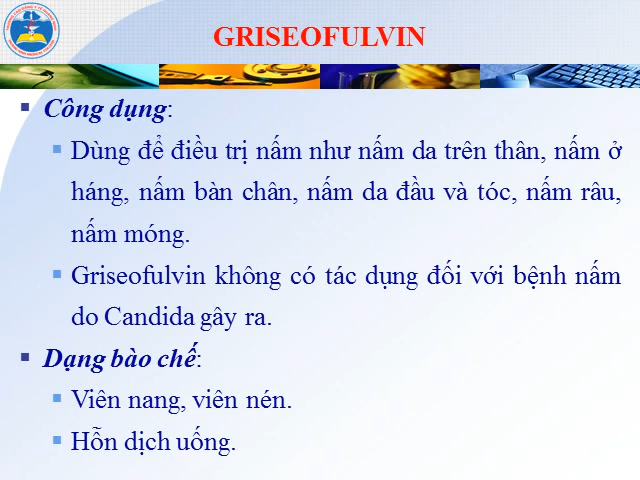 GRISEOFULVIN
Công dụng:
Dùng để điều trị nấm như nấm da trên thân, nấm ở
háng, nấm bàn chân, nấm da đầu và tóc, nấm râu,
nấm móng.
Griseofulvin không có tác dụng đối với bệnh nấm
do Candida gây ra.
Dạng bào chế:
Viên nang, viên nén.
Hỗn dịch uống.